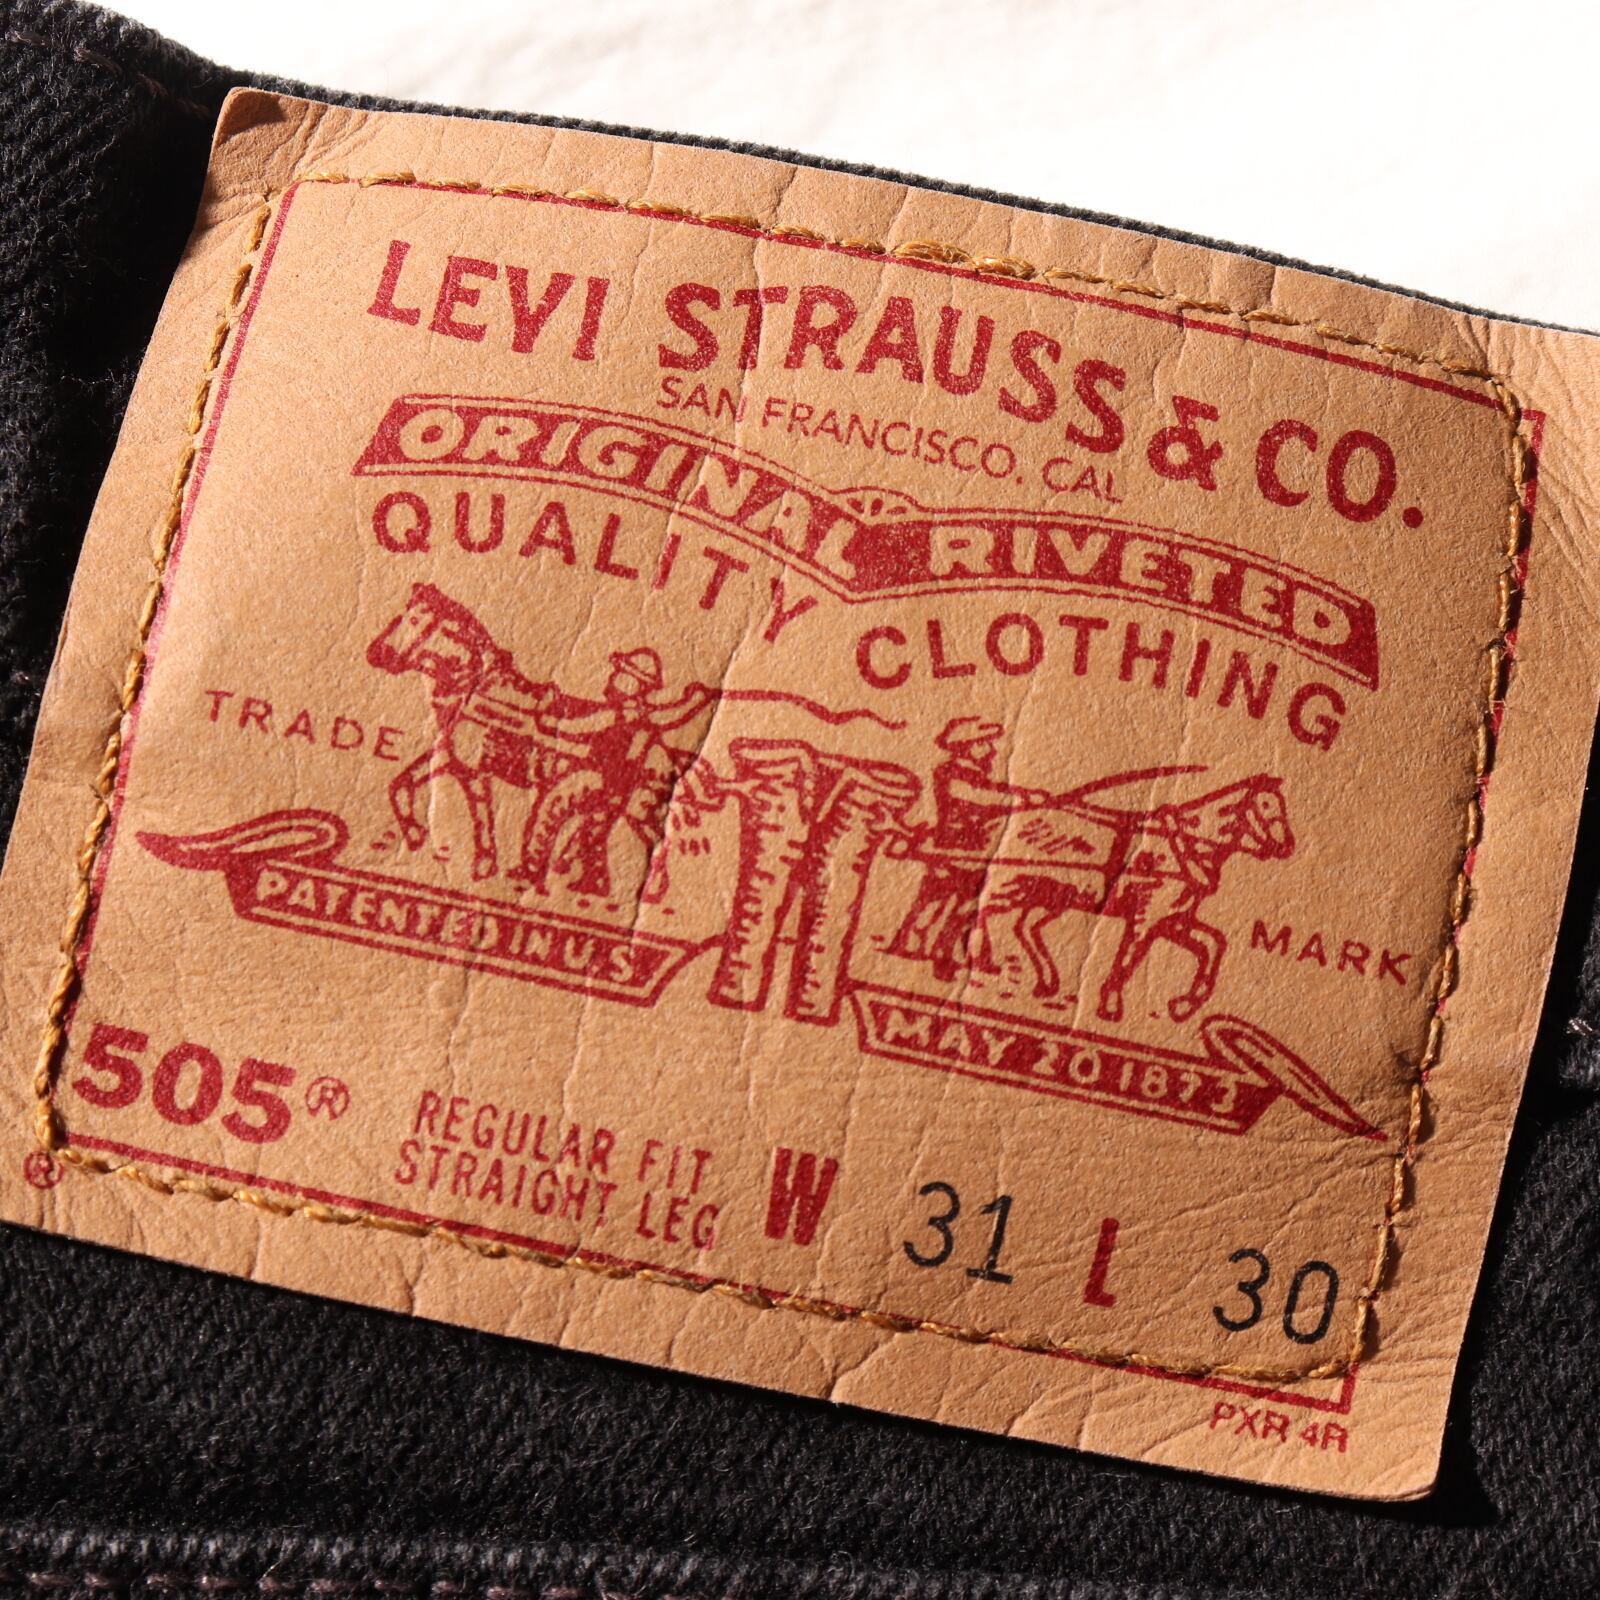 LEVI STRAUSS & CO.
SAN FRANCISCO, CAL
ORIGINAL RIVETED
QUALITY CLOTHING
TRADE MARK
PATENTED IN U S
MAY 20 1873
505®
REGULAR FIT
STRAIGHT LEG
W 31 L 30
®
PXR 4R